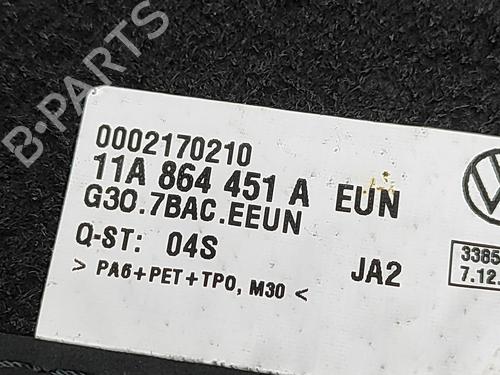 B-PARTS
0002170210
11A 864 451 A EUN
G30.7BAC.EEUN
Q-ST: 04S
JA2
> PA6+PET+TPO, M30 <
3385
7.12.